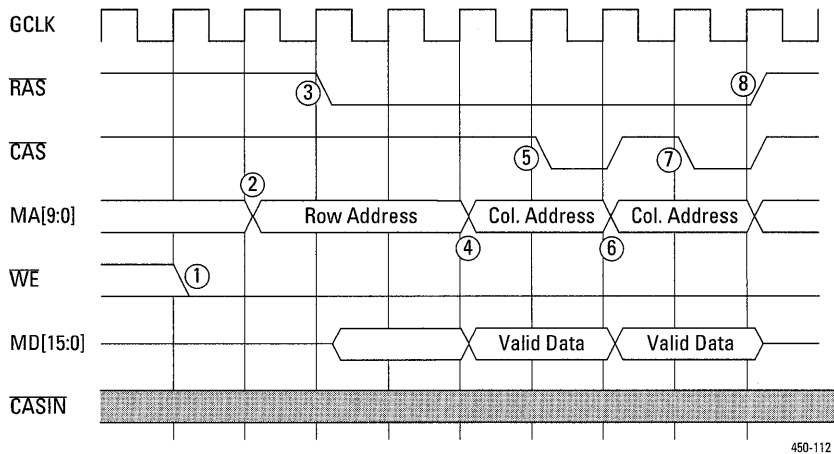 GCLK
RAS
③ ⑧
CAS
⑤ ⑦
②
MA[9:0] Row Address Col. Address Col. Address
④ ⑥
WE ①
MD[15:0] Valid Data Valid Data
CASIN
450-112